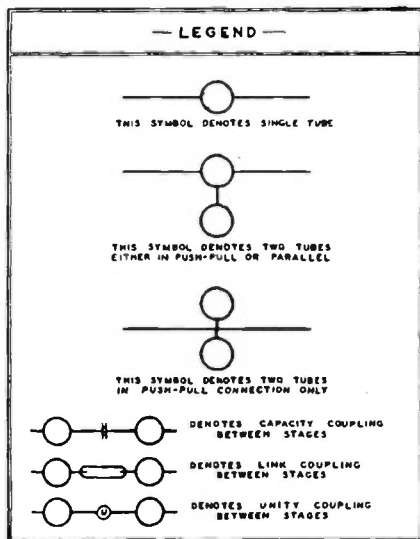 — LEGEND —
THIS SYMBOL DENOTES SINGLE TUBE
THIS SYMBOL DENOTES TWO TUBES
EITHER IN PUSH-PULL OR PARALLEL
THIS SYMBOL DENOTES TWO TUBES
IN PUSH-PULL CONNECTION ONLY
DENOTES CAPACITY COUPLING
BETWEEN STAGES
DENOTES LINK COUPLING
BETWEEN STAGES
DENOTES UNITY COUPLING
BETWEEN STAGES